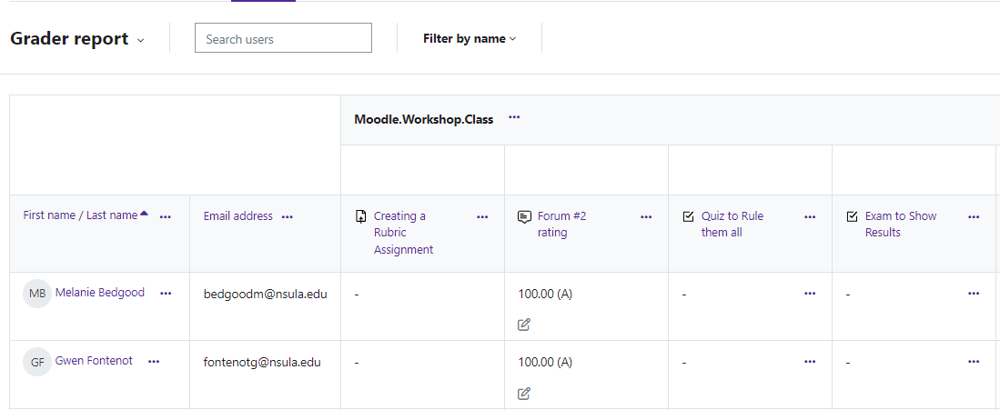 Grader report
Search users
Filter by name
Moodle.Workshop.Class
First name / Last name
Email address
Creating a
Rubric
Assignment
Forum #2
rating
Quiz to Rule
them all
Exam to Show
Results
MB Melanie Bedgood bedgoodm@nsula.edu - 100.00 (A) - -
GF Gwen Fontenot fontenotg@nsula.edu - 100.00 (A) - -